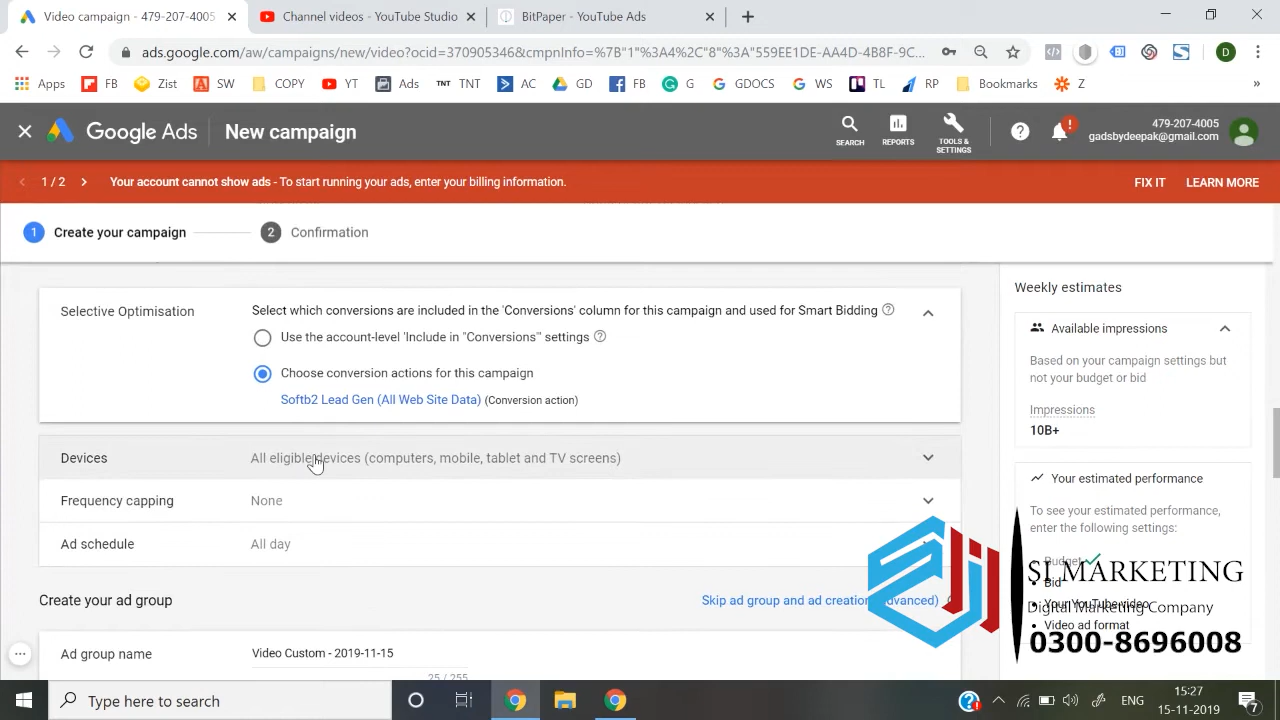 Video campaign - 479-207-4005
Channel videos - YouTube Studio
BitPaper - YouTube Ads
ads.google.com/aw/campaigns/new/video?ocid=370905346&cmpnInfo=%7B"1"%3A4%2C"8"%3A"559EE1DE-AA4D-4B8F-9C...
D
Apps
FB
Zist
SW
COPY
YT
Ads
TNT TNT
AC
GD
FB
G
GDOCS
WS
TL
RP
Bookmarks
Z
»
Google Ads
New campaign
SEARCH
REPORTS
TOOLS & SETTINGS
479-207-4005
gadsbydeepak@gmail.com
1 / 2
Your account cannot show ads - To start running your ads, enter your billing information.
FIX IT
LEARN MORE
1 Create your campaign
2 Confirmation
Selective Optimisation
Select which conversions are included in the 'Conversions' column for this campaign and used for Smart Bidding
Use the account-level 'Include in "Conversions"' settings
Choose conversion actions for this campaign
Softb2 Lead Gen (All Web Site Data) (Conversion action)
Devices
All eligible devices (computers, mobile, tablet and TV screens)
Frequency capping
None
Ad schedule
All day
Create your ad group
Skip ad group and ad creation (advanced)
Ad group name
Video Custom - 2019-11-15
25 / 255
Weekly estimates
Available impressions
Based on your campaign settings but
not your budget or bid
Impressions
10B+
Your estimated performance
To see your estimated performance,
enter the following settings:
Budget
Bid
Your YouTube video
Video ad format
SJ MARKETING
Digital Marketing Company
0300-8696008
Type here to search
ENG
15:27
15-11-2019
7